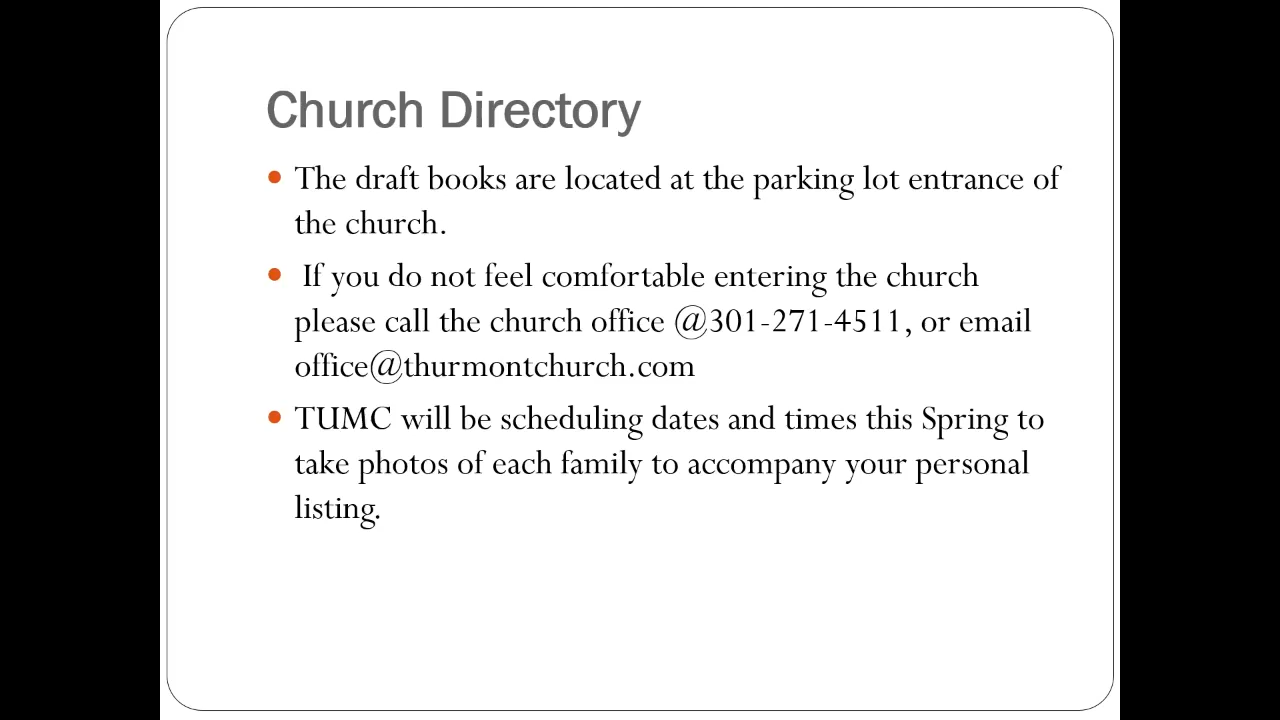 Church Directory
• The draft books are located at the parking lot entrance of
the church.
• If you do not feel comfortable entering the church
please call the church office @301-271-4511, or email
office@thurmontchurch.com
• TUMC will be scheduling dates and times this Spring to
take photos of each family to accompany your personal
listing.